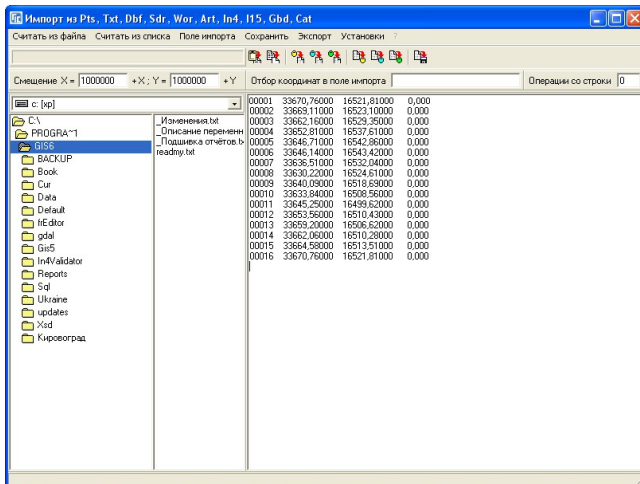 Импорт из Pts, Txt, Dbf, Sdr, Wor, Art, In4, I15, Gbd, Cat
Считать из файла Считать из списка Поле импорта Сохранить Экспорт Установки ?
Смещение X = 1000000 +X ; Y = 1000000 +Y Отбор координат в поле импорта Операции со строки 0
c: [xp]
C:\
PROGRA~1
GIS6
BACKUP
Book
Cur
Data
Default
frEditor
gdal
Gis5
In4Validator
Reports
Sql
Ukraine
updates
Xsd
Кировоград
_Изменения.txt
_Описание перемен
_Подшивка отчётов.tx
readmy.txt
00001 33670,76000 16521,81000 0,000
00002 33669,11000 16523,10000 0,000
00003 33662,16000 16529,35000 0,000
00004 33652,81000 16537,61000 0,000
00005 33646,71000 16542,86000 0,000
00006 33646,14000 16543,42000 0,000
00007 33636,51000 16532,04000 0,000
00008 33630,22000 16524,61000 0,000
00009 33640,09000 16518,69000 0,000
00010 33633,84000 16508,56000 0,000
00011 33645,25000 16499,62000 0,000
00012 33653,56000 16510,43000 0,000
00013 33659,20000 16506,62000 0,000
00014 33662,06000 16510,28000 0,000
00015 33664,58000 16513,51000 0,000
00016 33670,76000 16521,81000 0,000